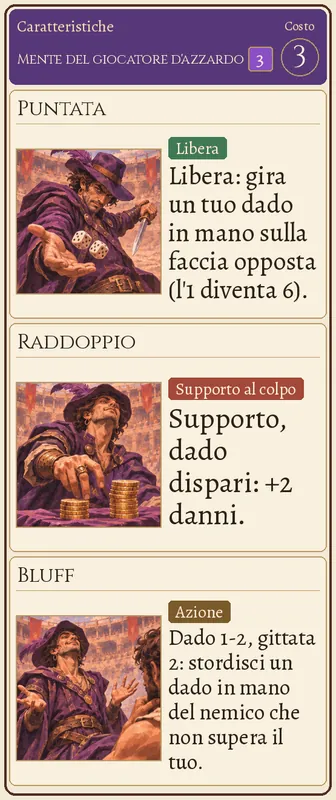 Caratteristiche
Costo
Mente del giocatore d'azzardo 3
3
Puntata
Libera
Libera: gira
un tuo dado
in mano sulla
faccia opposta
(l'1 diventa 6).
Raddoppio
Supporto al colpo
Supporto,
dado
dispari: +2
danni.
Bluff
Azione
Dado 1-2, gittata
2: stordisci un
dado in mano
del nemico che
non supera il
tuo.